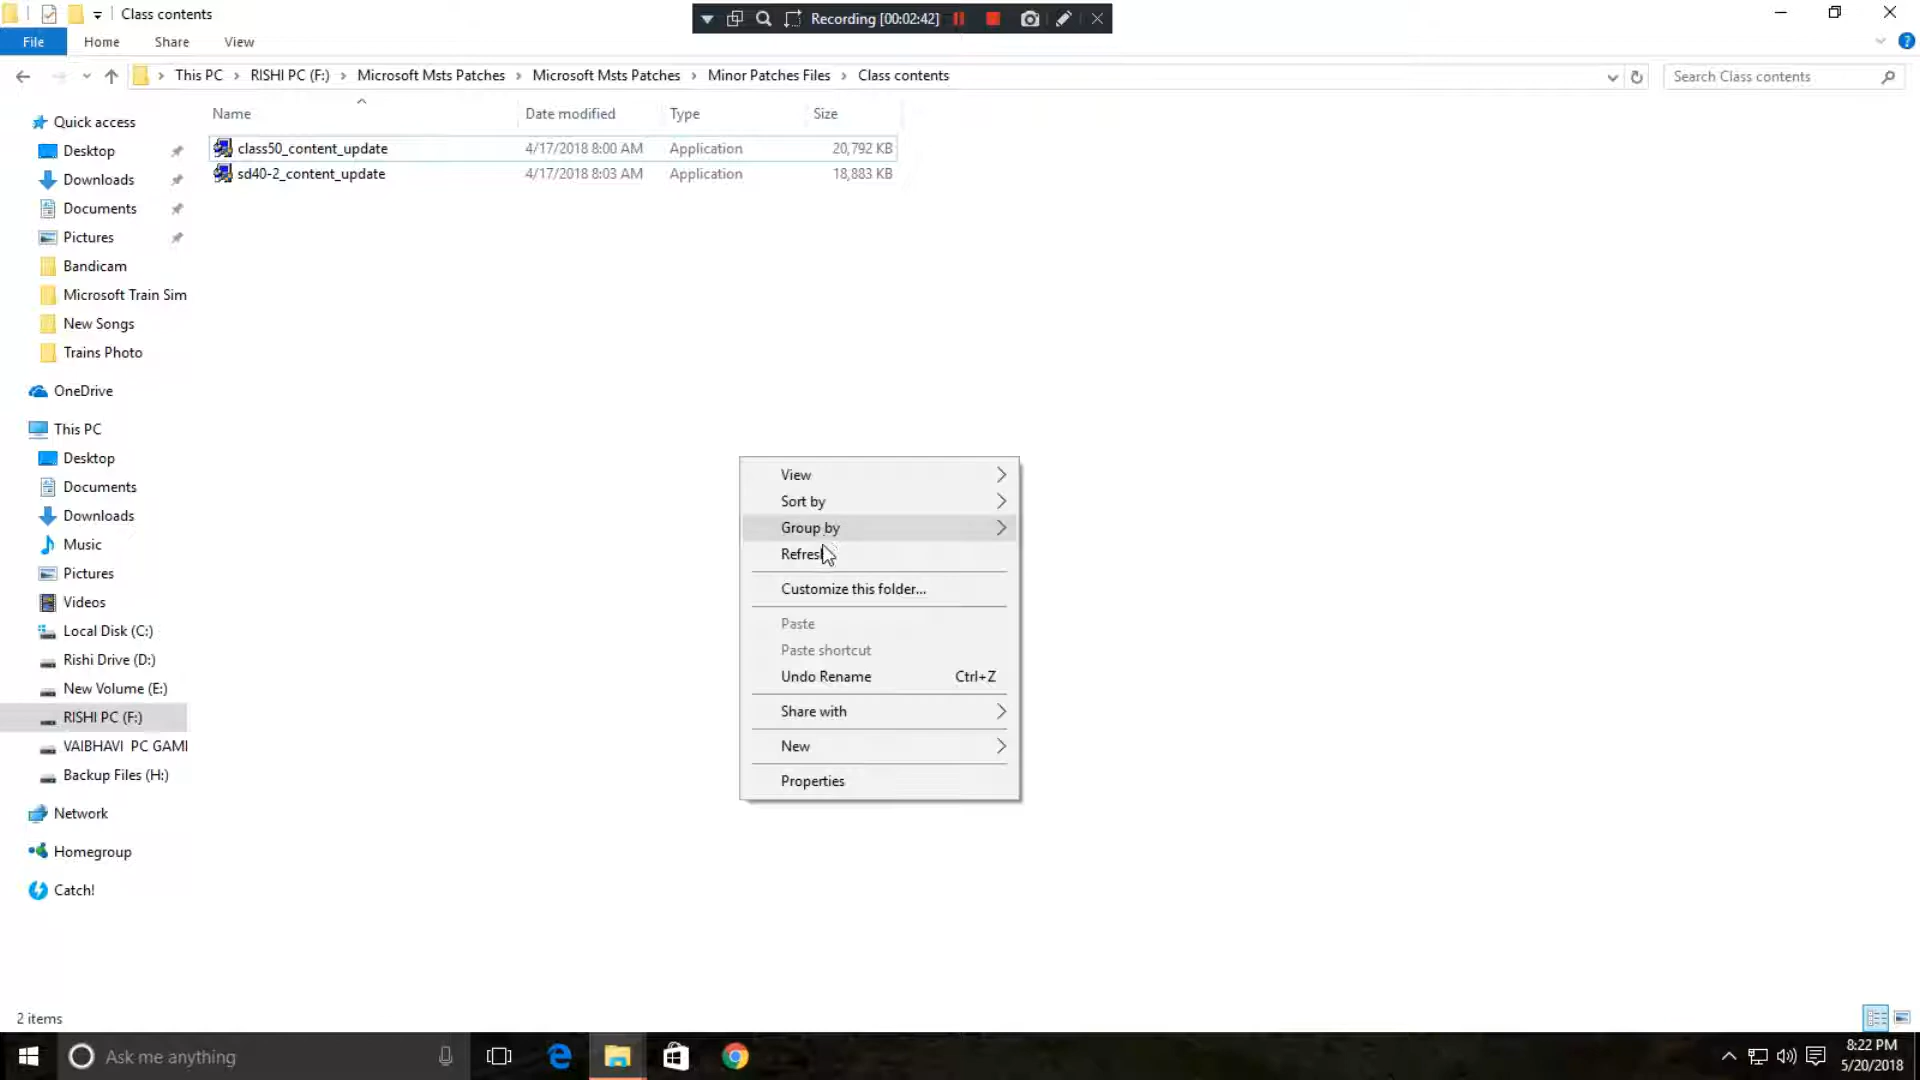 Class contents
Recording [00:02:42]
File Home Share View
This PC RISHI PC (F:) Microsoft Msts Patches Microsoft Msts Patches Minor Patches Files Class contents
Search Class contents
Name Date modified Type Size
class50_content_update 4/17/2018 8:00 AM Application 20,792 KB
sd40-2_content_update 4/17/2018 8:03 AM Application 18,883 KB
Quick access
Desktop
Downloads
Documents
Pictures
Bandicam
Microsoft Train Sim
New Songs
Trains Photo
OneDrive
This PC
Desktop
Documents
Downloads
Music
Pictures
Videos
Local Disk (C:)
Rishi Drive (D:)
New Volume (E:)
RISHI PC (F:)
VAIBHAVI PC GAMI
Backup Files (H:)
Network
Homegroup
Catch!
View
Sort by
Group by
Refresh
Customize this folder...
Paste
Paste shortcut
Undo Rename Ctrl+Z
Share with
New
Properties
2 items
Ask me anything
8:22 PM
5/20/2018